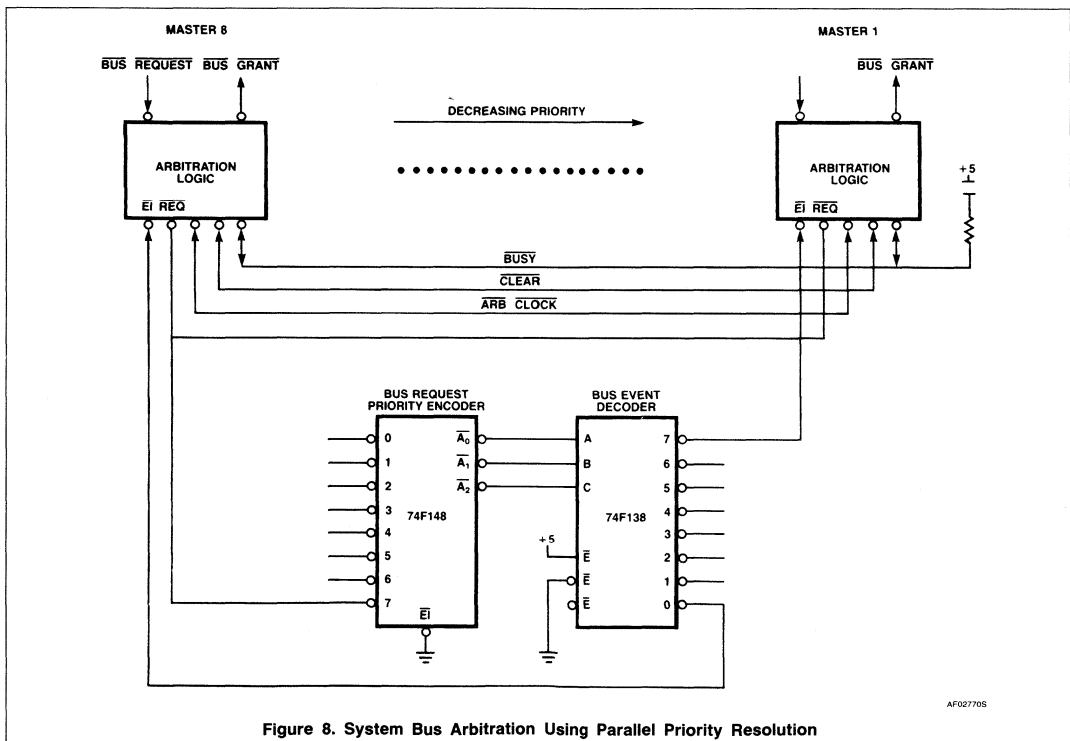 MASTER 8
MASTER 1
BUS REQUEST BUS GRANT
BUS GRANT
DECREASING PRIORITY
ARBITRATION
LOGIC
EI REQ
ARBITRATION
LOGIC
EI REQ
+5
BUSY
CLEAR
ARB CLOCK
BUS REQUEST
PRIORITY ENCODER
0
1
2
3
4
5
6
7
A0
A1
A2
74F148
EI
BUS EVENT
DECODER
A
B
C
74F138
+5
E
E
E
7
6
5
4
3
2
1
0
AF02770S
Figure 8. System Bus Arbitration Using Parallel Priority Resolution